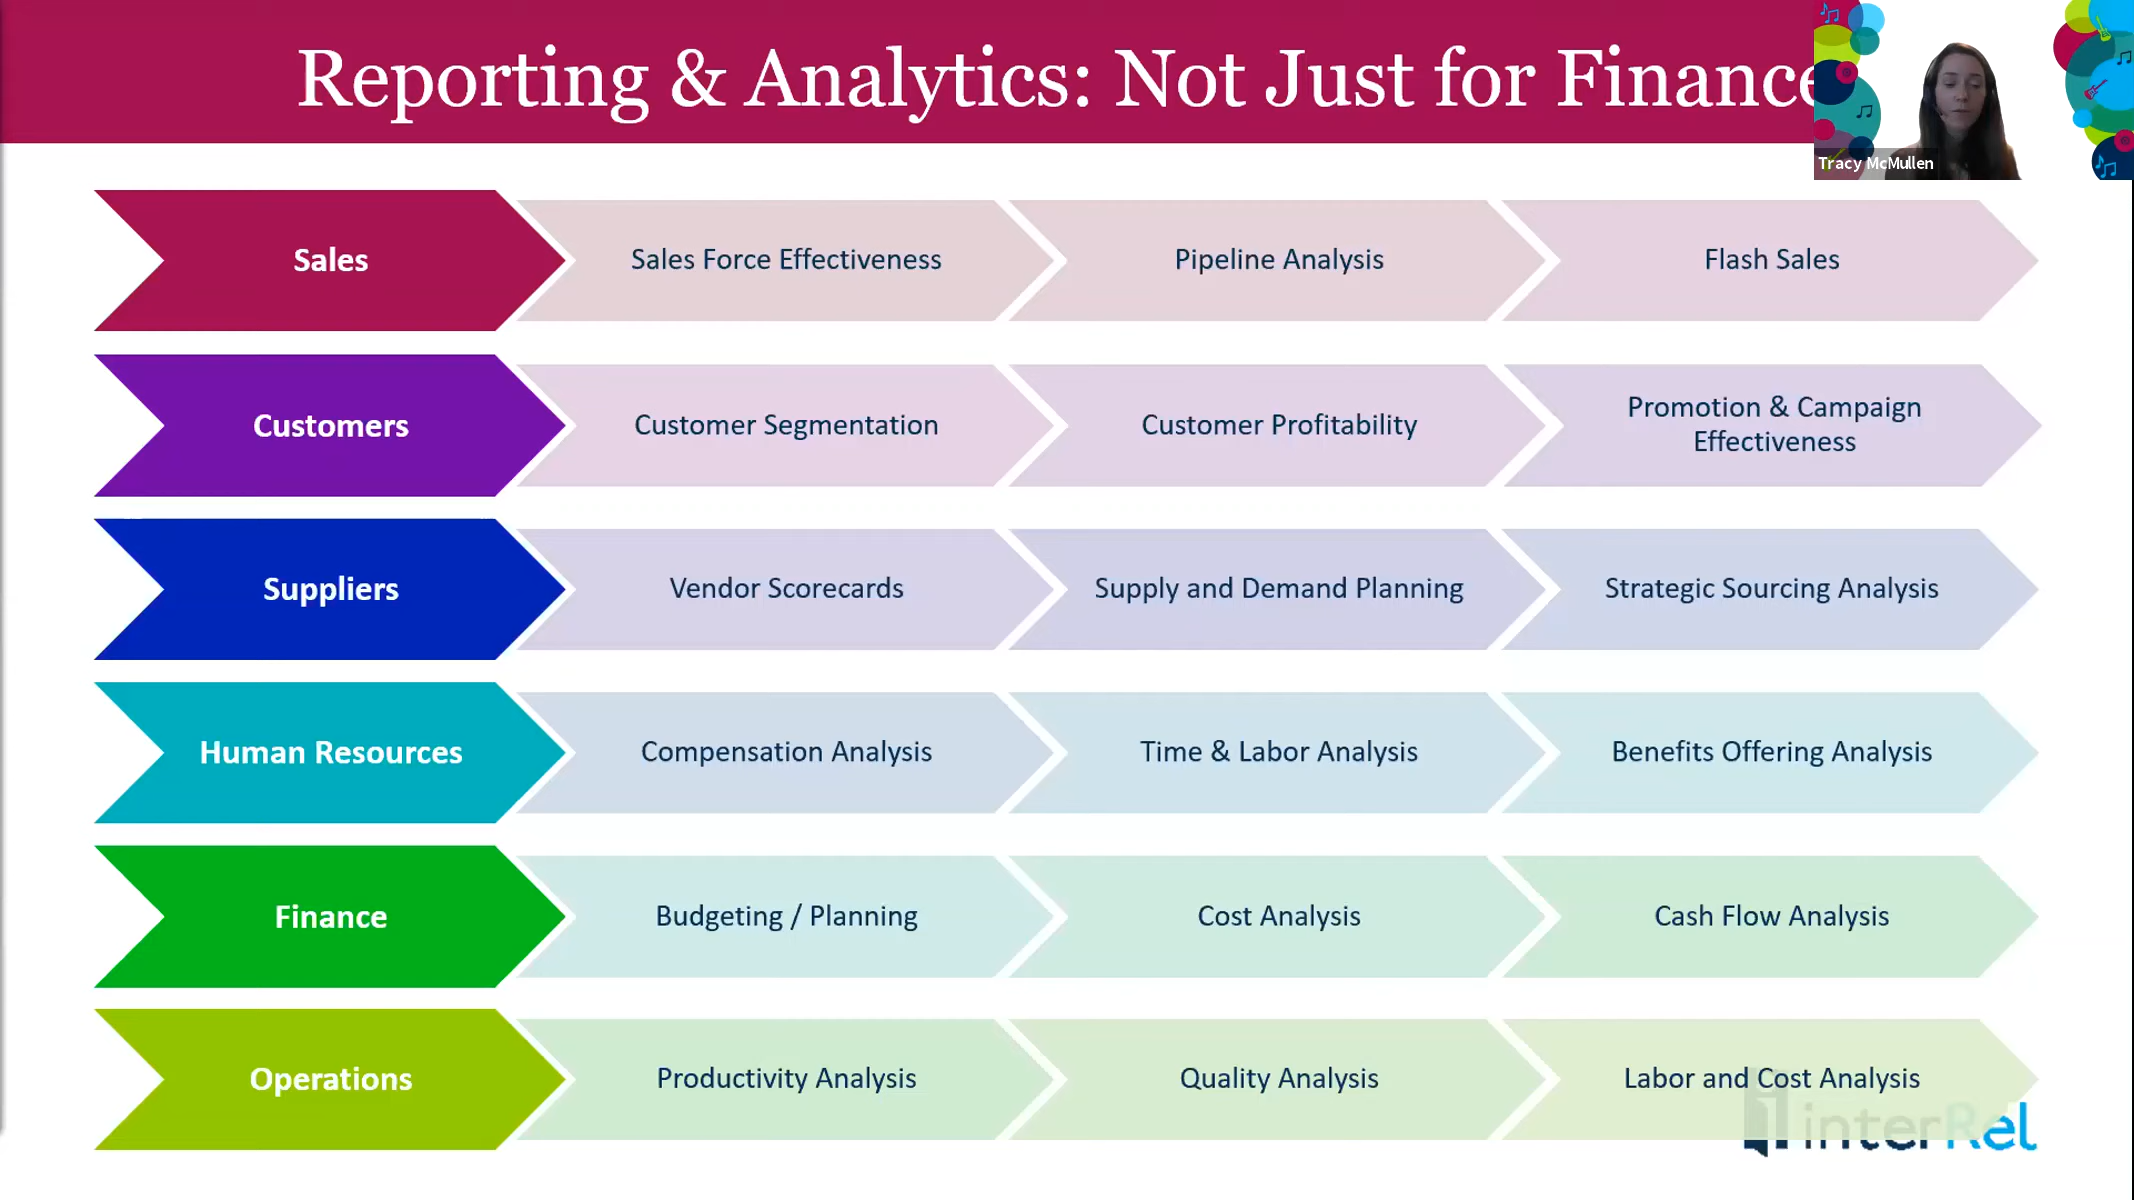 Reporting & Analytics: Not Just for Finance
Tracy McMullen
Sales
Sales Force Effectiveness
Pipeline Analysis
Flash Sales
Customers
Customer Segmentation
Customer Profitability
Promotion & Campaign
Effectiveness
Suppliers
Vendor Scorecards
Supply and Demand Planning
Strategic Sourcing Analysis
Human Resources
Compensation Analysis
Time & Labor Analysis
Benefits Offering Analysis
Finance
Budgeting / Planning
Cost Analysis
Cash Flow Analysis
Operations
Productivity Analysis
Quality Analysis
Labor and Cost Analysis
interRel